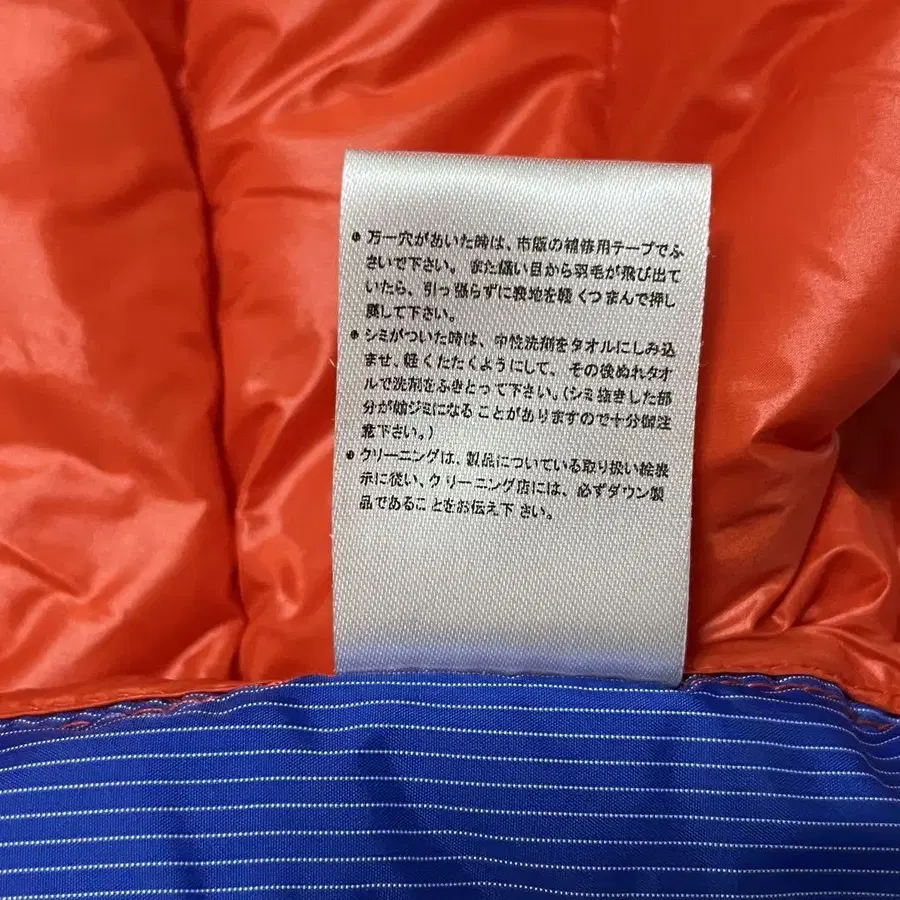 ● 万一穴があいた時は、市販の補修用テープでふ
さいで下さい。また縫い目から羽毛が飛び出て
いたら、引っ張らずに表地を軽くつまんで押し
戻して下さい。
● シミがついた時は、中性洗剤をタオルにしみ込
ませ、軽くたたくようにして、その後ぬれタオ
ルで洗剤をふきとって下さい。(シミ抜きした部
分が輪ジミになることがありますので十分御注
意下さい。)
● クリーニングは、製品についている取り扱い絵表
示に従い、クリーニング店には、必ずダウン製
品であることをお伝え下さい。